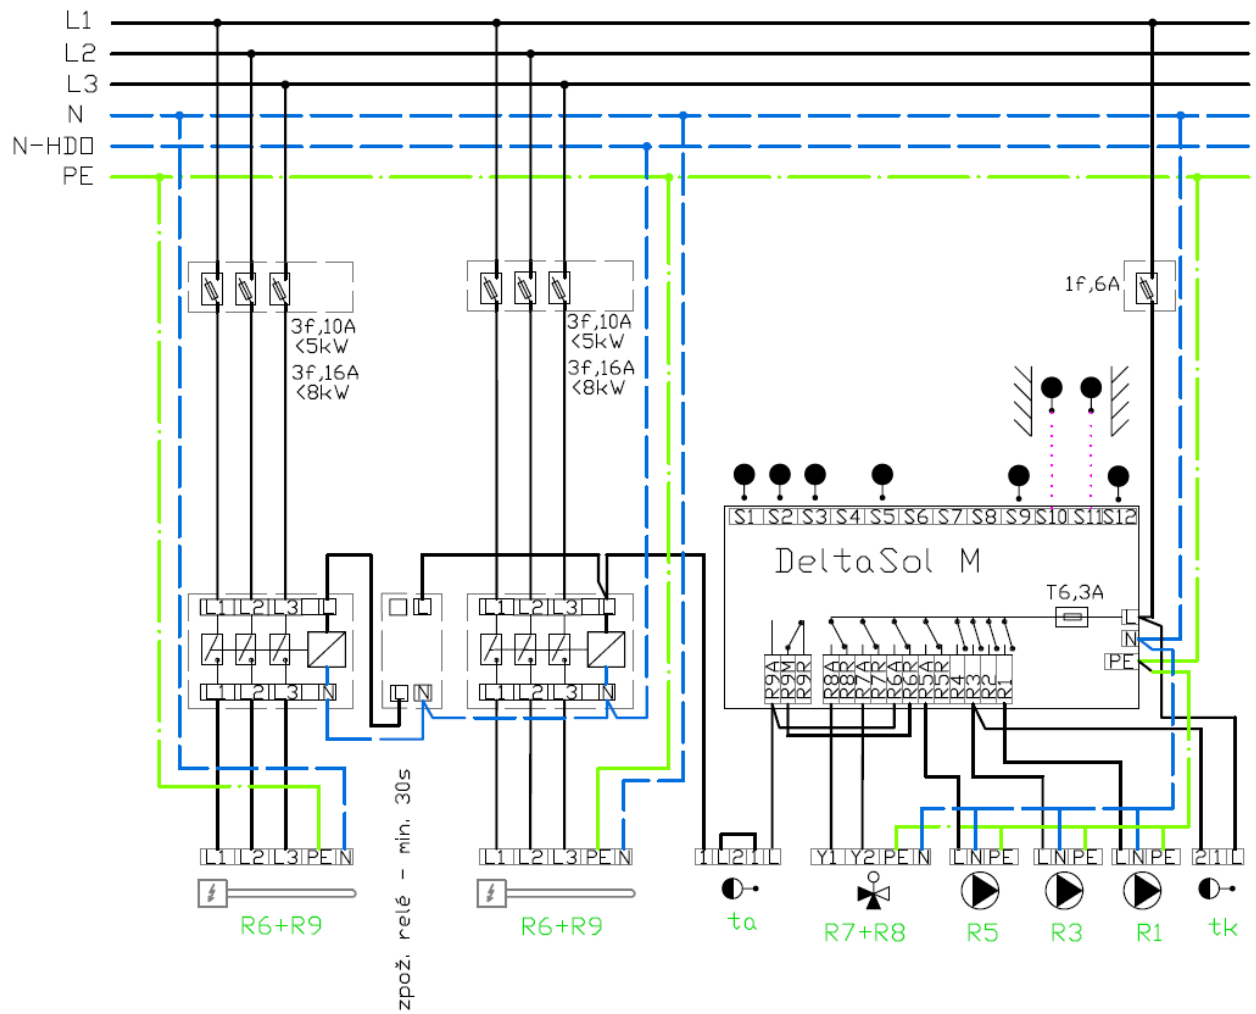 L1
L2
L3
N
N-HDO
PE
3f,10A
<5kW
3f,16A
<8kW
3f,10A
<5kW
3f,16A
<8kW
1f,6A
S1 S2 S3 S4 S5 S6 S7 S8 S9 S10 S11 S12
DeltaSol M
T6,3A
L
N
PE
L1 L2 L3 L
L
L1 L2 L3 L
R9A R9M R9R R8A R8R R7A R7R R6A R6R R5A R5R R4 R3 R2 R1
L1 L2 L3 N
L N
L1 L2 L3 N
zpož. relé - min. 30s
L1 L2 L3 PE N
L1 L2 L3 PE N
1 L 2 1 L
Y1 Y2 PE N
L N PE
L N PE
L N PE
2 1 L
R6+R9
R6+R9
ta
R7+R8
R5
R3
R1
tk